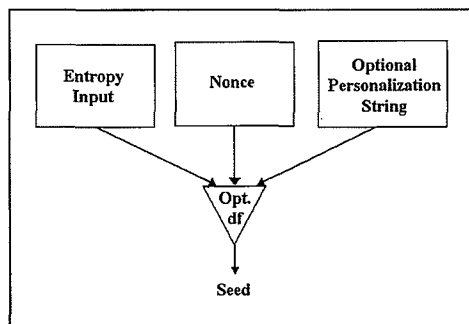 Entropy
Input
Nonce
Optional
Personalization
String
Opt.
df
Seed